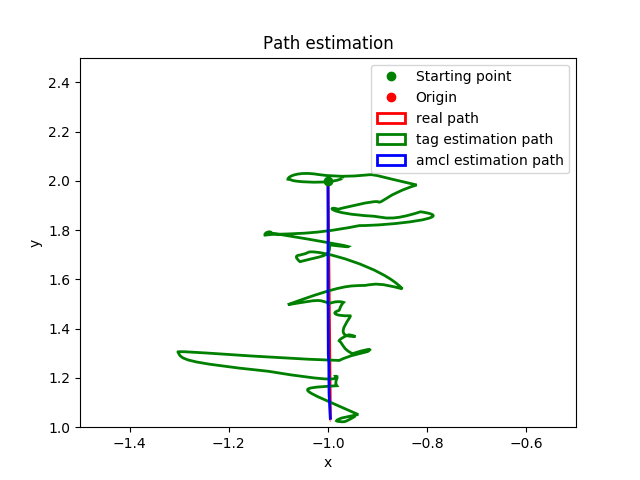 Path estimation
Starting point
Origin
real path
tag estimation path
amcl estimation path
2.4
2.2
2.0
1.8
1.6
1.4
1.2
1.0
y
−1.4
−1.2
−1.0
−0.8
−0.6
x